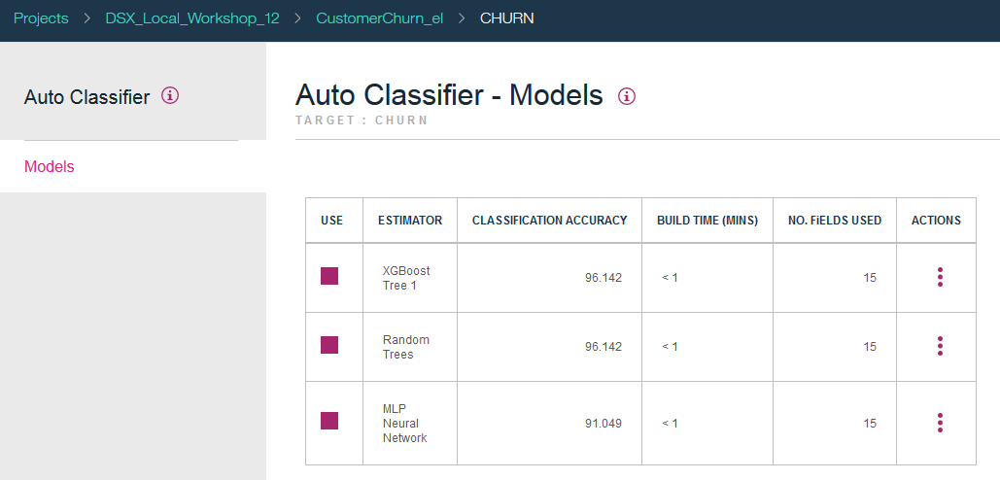 Projects > DSX_Local_Workshop_12 > CustomerChurn_el > CHURN
Auto Classifier
Models
Auto Classifier - Models
TARGET : CHURN
USE ESTIMATOR CLASSIFICATION ACCURACY BUILD TIME (MINS) NO. FiELDS USED ACTIONS
XGBoost
Tree 1
96.142 < 1 15
Random
Trees
96.142 < 1 15
MLP
Neural
Network
91.049 < 1 15